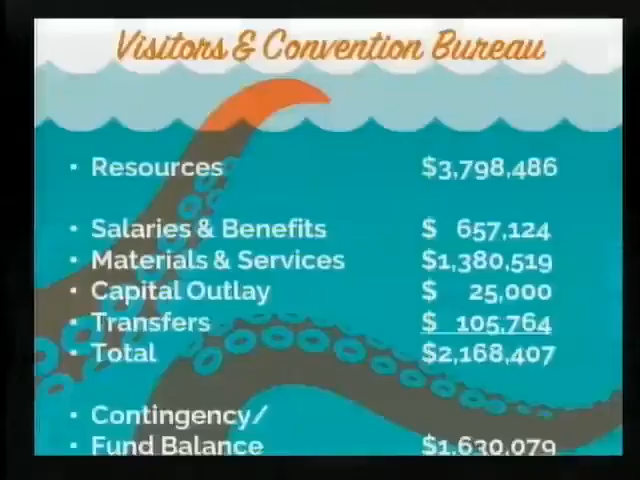 Visitors & Convention Bureau
• Resources $3,798,486
• Salaries & Benefits $ 657,124
• Materials & Services $1,380,519
• Capital Outlay $ 25,000
• Transfers $ 105,764
• Total $2,168,407
• Contingency/
• Fund Balance $1,630,079